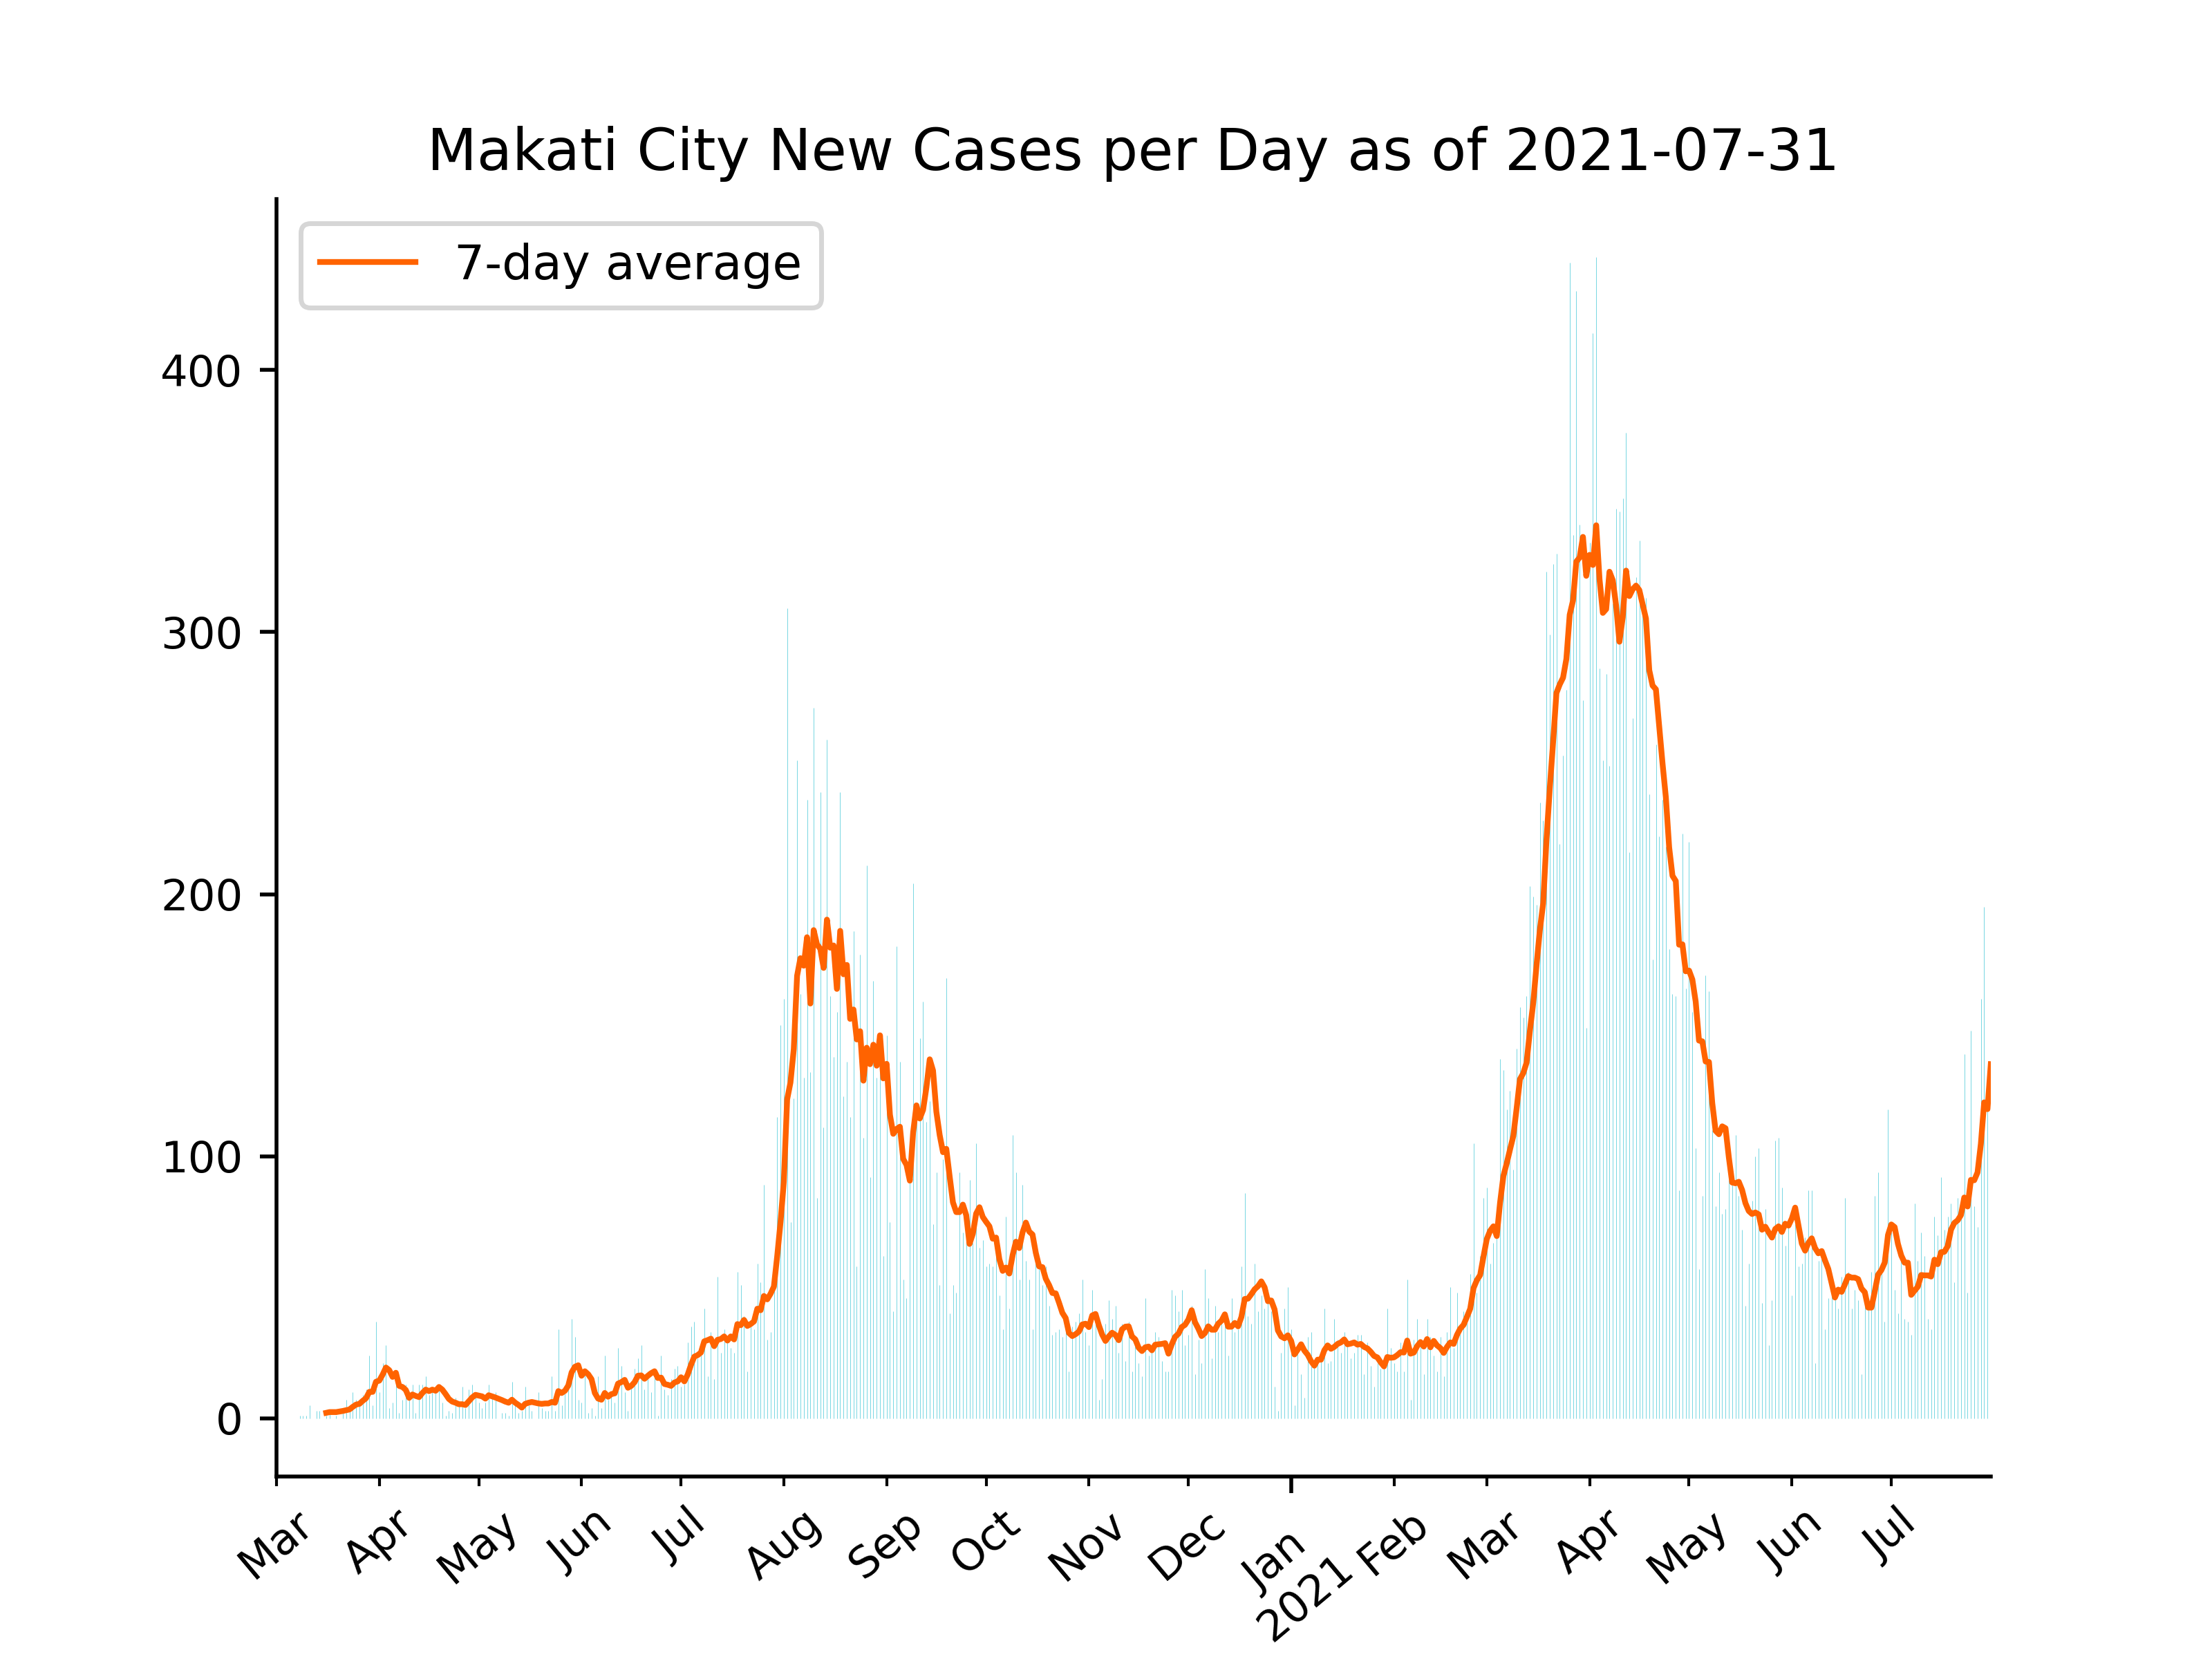 Makati City New Cases per Day as of 2021-07-31
7-day average
400
300
200
100
0
Mar Apr May Jun Jul Aug Sep Oct Nov Dec Jan Feb Mar Apr May Jun Jul
2021